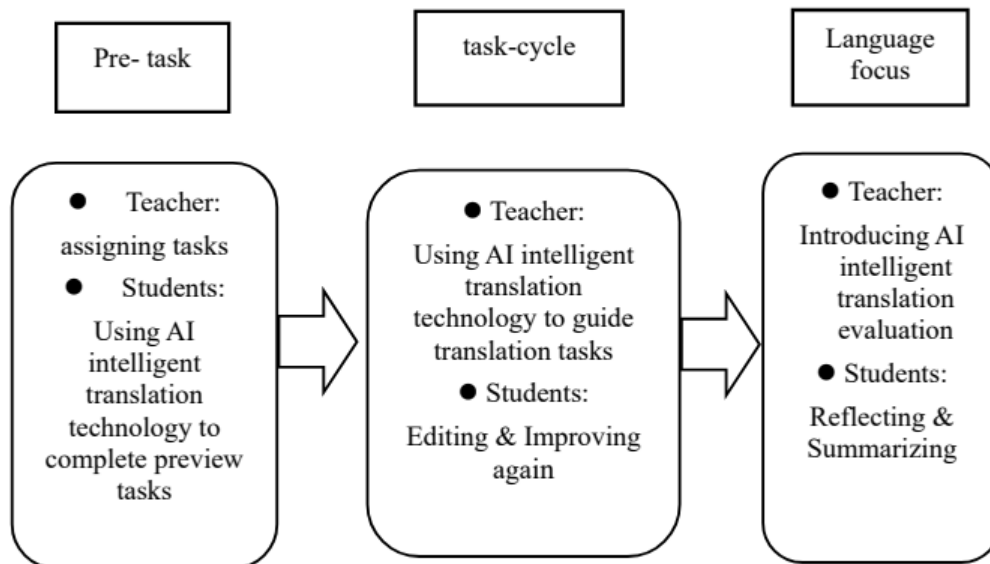 Pre- task
task-cycle
Language
focus
● Teacher:
assigning tasks
● Students:
Using AI
intelligent
translation
technology to
complete preview
tasks
● Teacher:
Using AI intelligent
translation
technology to guide
translation tasks
● Students:
Editing & Improving
again
● Teacher:
Introducing AI
intelligent
translation
evaluation
● Students:
Reflecting &
Summarizing